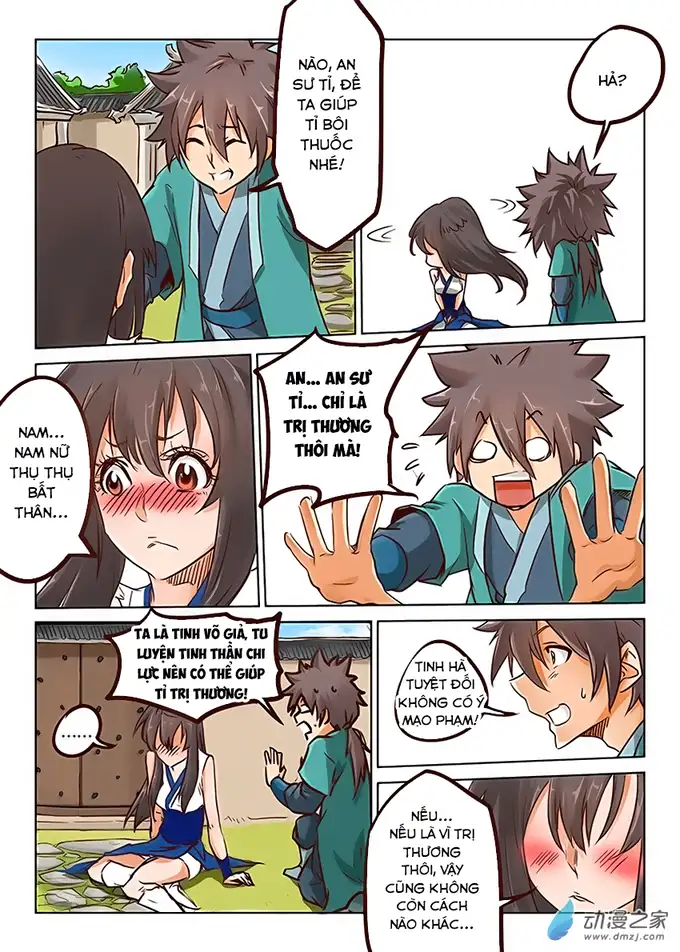 NÀO, AN
SƯ TỈ, ĐỂ
TA GIÚP
TỈ BÔI
THUỐC
NHÉ!
HẢ?
NAM...
NAM NỮ
THỤ THỤ
BẤT
THÂN...
AN... AN SƯ
TỈ... CHỈ LÀ
TRỊ THƯƠNG
THÔI MÀ!
TA LÀ TINH VÕ GIẢ, TU
LUYỆN TINH THẦN CHI
LỰC NÊN CÓ THỂ GIÚP
TỈ TRỊ THƯƠNG!
.......
TINH HÀ
TUYỆT ĐỐI
KHÔNG CÓ Ý
MẠO PHẠM!
NẾU...
NẾU LÀ VÌ TRỊ
THƯƠNG
THÔI, VẬY
CŨNG KHÔNG
CÒN CÁCH
NÀO KHÁC...
动漫之家
www.dmzj.com